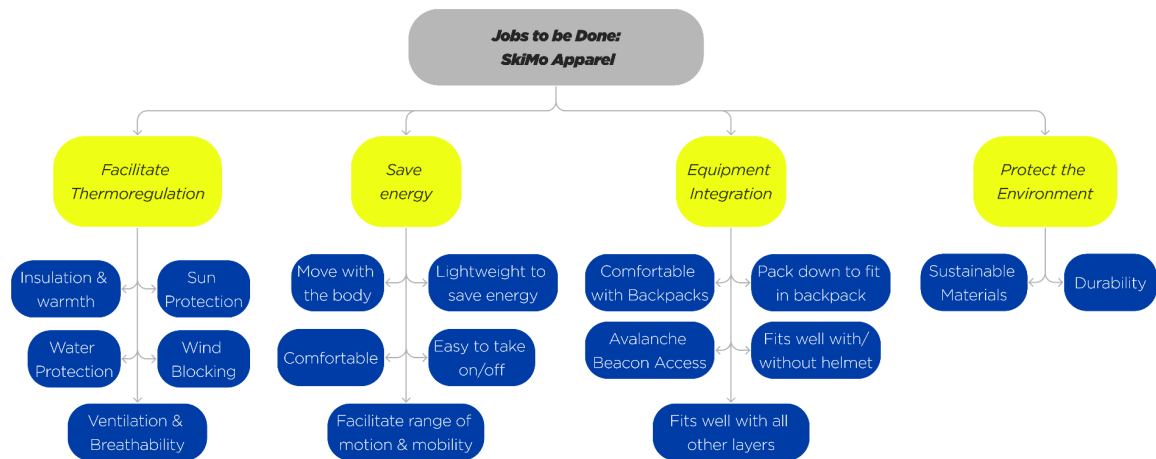 Jobs to be Done:
SkiMo Apparel
Facilitate
Thermoregulation
Save
energy
Equipment
Integration
Protect the
Environment
Insulation &
warmth
Sun
Protection
Water
Protection
Wind
Blocking
Ventilation &
Breathability
Move with
the body
Lightweight to
save energy
Comfortable
Easy to take
on/off
Facilitate range of
motion & mobility
Comfortable
with Backpacks
Pack down to fit
in backpack
Avalanche
Beacon Access
Fits well with/
without helmet
Fits well with all
other layers
Sustainable
Materials
Durability